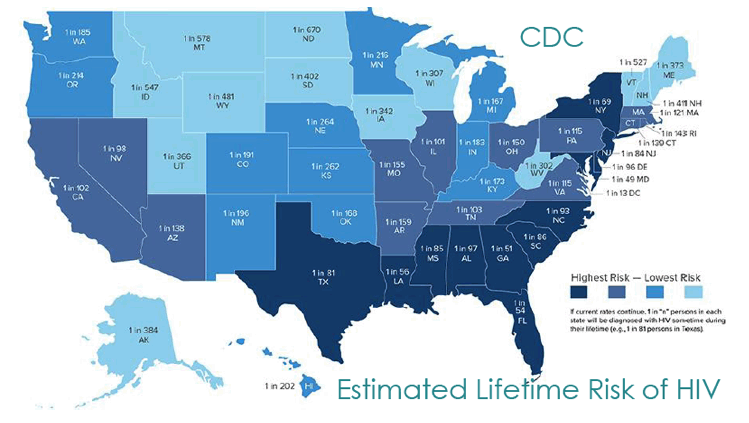 CDC
1 in 185
WA
1 in 578
MT
1 in 670
ND
1 in 216
MN
1 in 214
OR
1 in 547
ID
1 in 402
SD
1 in 307
WI
1 in 527
VT
1 in 373
ME
NH
1 in 411 NH
1 in 481
WY
1 in 342
IA
1 in 167
MI
1 in 69
NY
MA
1 in 121 MA
CT
1 in 143 RI
1 in 139 CT
1 in 264
NE
1 in 98
NV
1 in 366
UT
1 in 191
CO
1 in 101
IL
1 in 183
IN
1 in 150
OH
1 in 115
PA
NJ
1 in 84 NJ
1 in 96 DE
1 in 49 MD
1 in 13 DC
1 in 102
CA
1 in 262
KS
1 in 155
MO
1 in 173
KY
1 in 302
WV
1 in 115
VA
1 in 138
AZ
1 in 196
NM
1 in 168
OK
1 in 159
AR
1 in 103
TN
1 in 93
NC
1 in 86
SC
1 in 81
TX
1 in 56
LA
1 in 85
MS
1 in 97
AL
1 in 51
GA
1 in
54
FL
1 in 384
AK
1 in 202
HI
Highest Risk — Lowest Risk
If current rates continue, 1 in "n" persons in each
state will be diagnosed with HIV sometime during
their lifetime (e.g., 1 in 81 persons in Texas).
Estimated Lifetime Risk of HIV